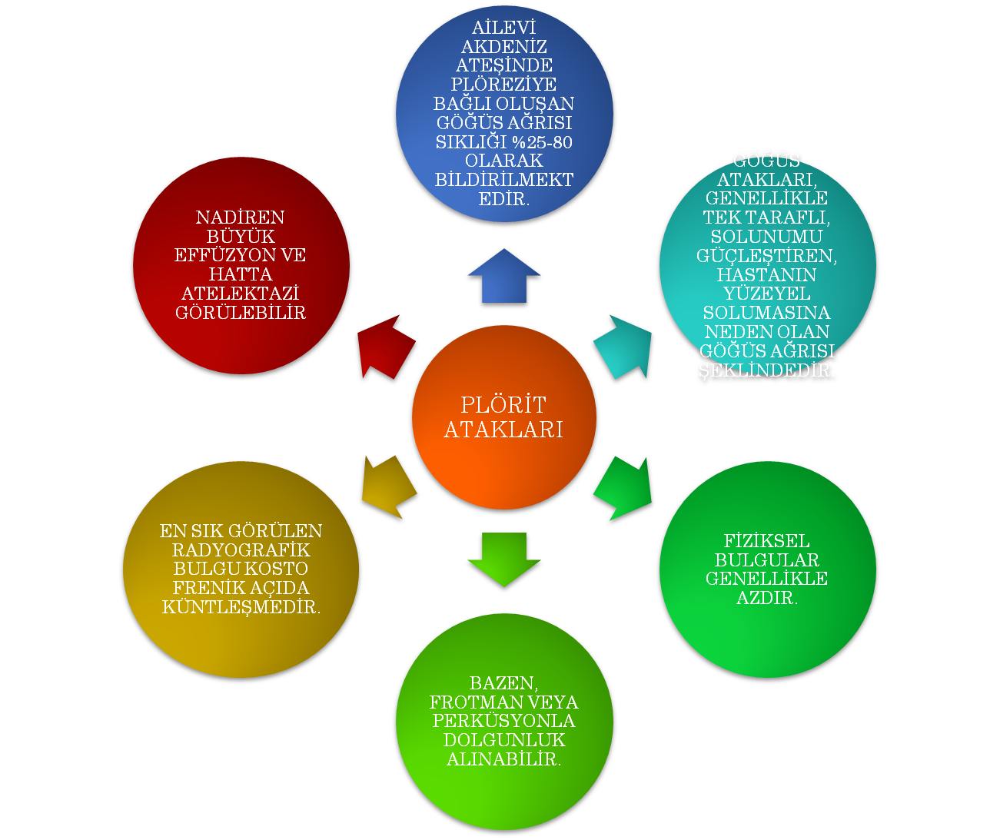 AİLEVİ
AKDENİZ
ATEŞİNDE
PLÖREZİYE
BAĞLI OLUŞAN
GÖĞÜS AĞRISI
SIKLIĞI %25-80
OLARAK
BİLDİRİLMEKT
EDİR.
GÖĞÜS
ATAKLARI,
GENELLİKLE
TEK TARAFLI,
SOLUNUMU
GÜÇLEŞTİREN,
HASTANIN
YÜZEYEL
SOLUMASINA
NEDEN OLAN
GÖĞÜS AĞRISI
ŞEKLİNDEDİR.
FİZİKSEL
BULGULAR
GENELLİKLE
AZDIR.
BAZEN,
FROTMAN VEYA
PERKÜSYONLA
DOLGUNLUK
ALINABİLİR.
EN SIK GÖRÜLEN
RADYOGRAFİK
BULGU KOSTO
FRENİK AÇIDA
KÜNTLEŞMEDİR.
NADİREN
BÜYÜK
EFFÜZYON VE
HATTA
ATELEKTAZİ
GÖRÜLEBİLİR
PLÖRİT
ATAKLARI